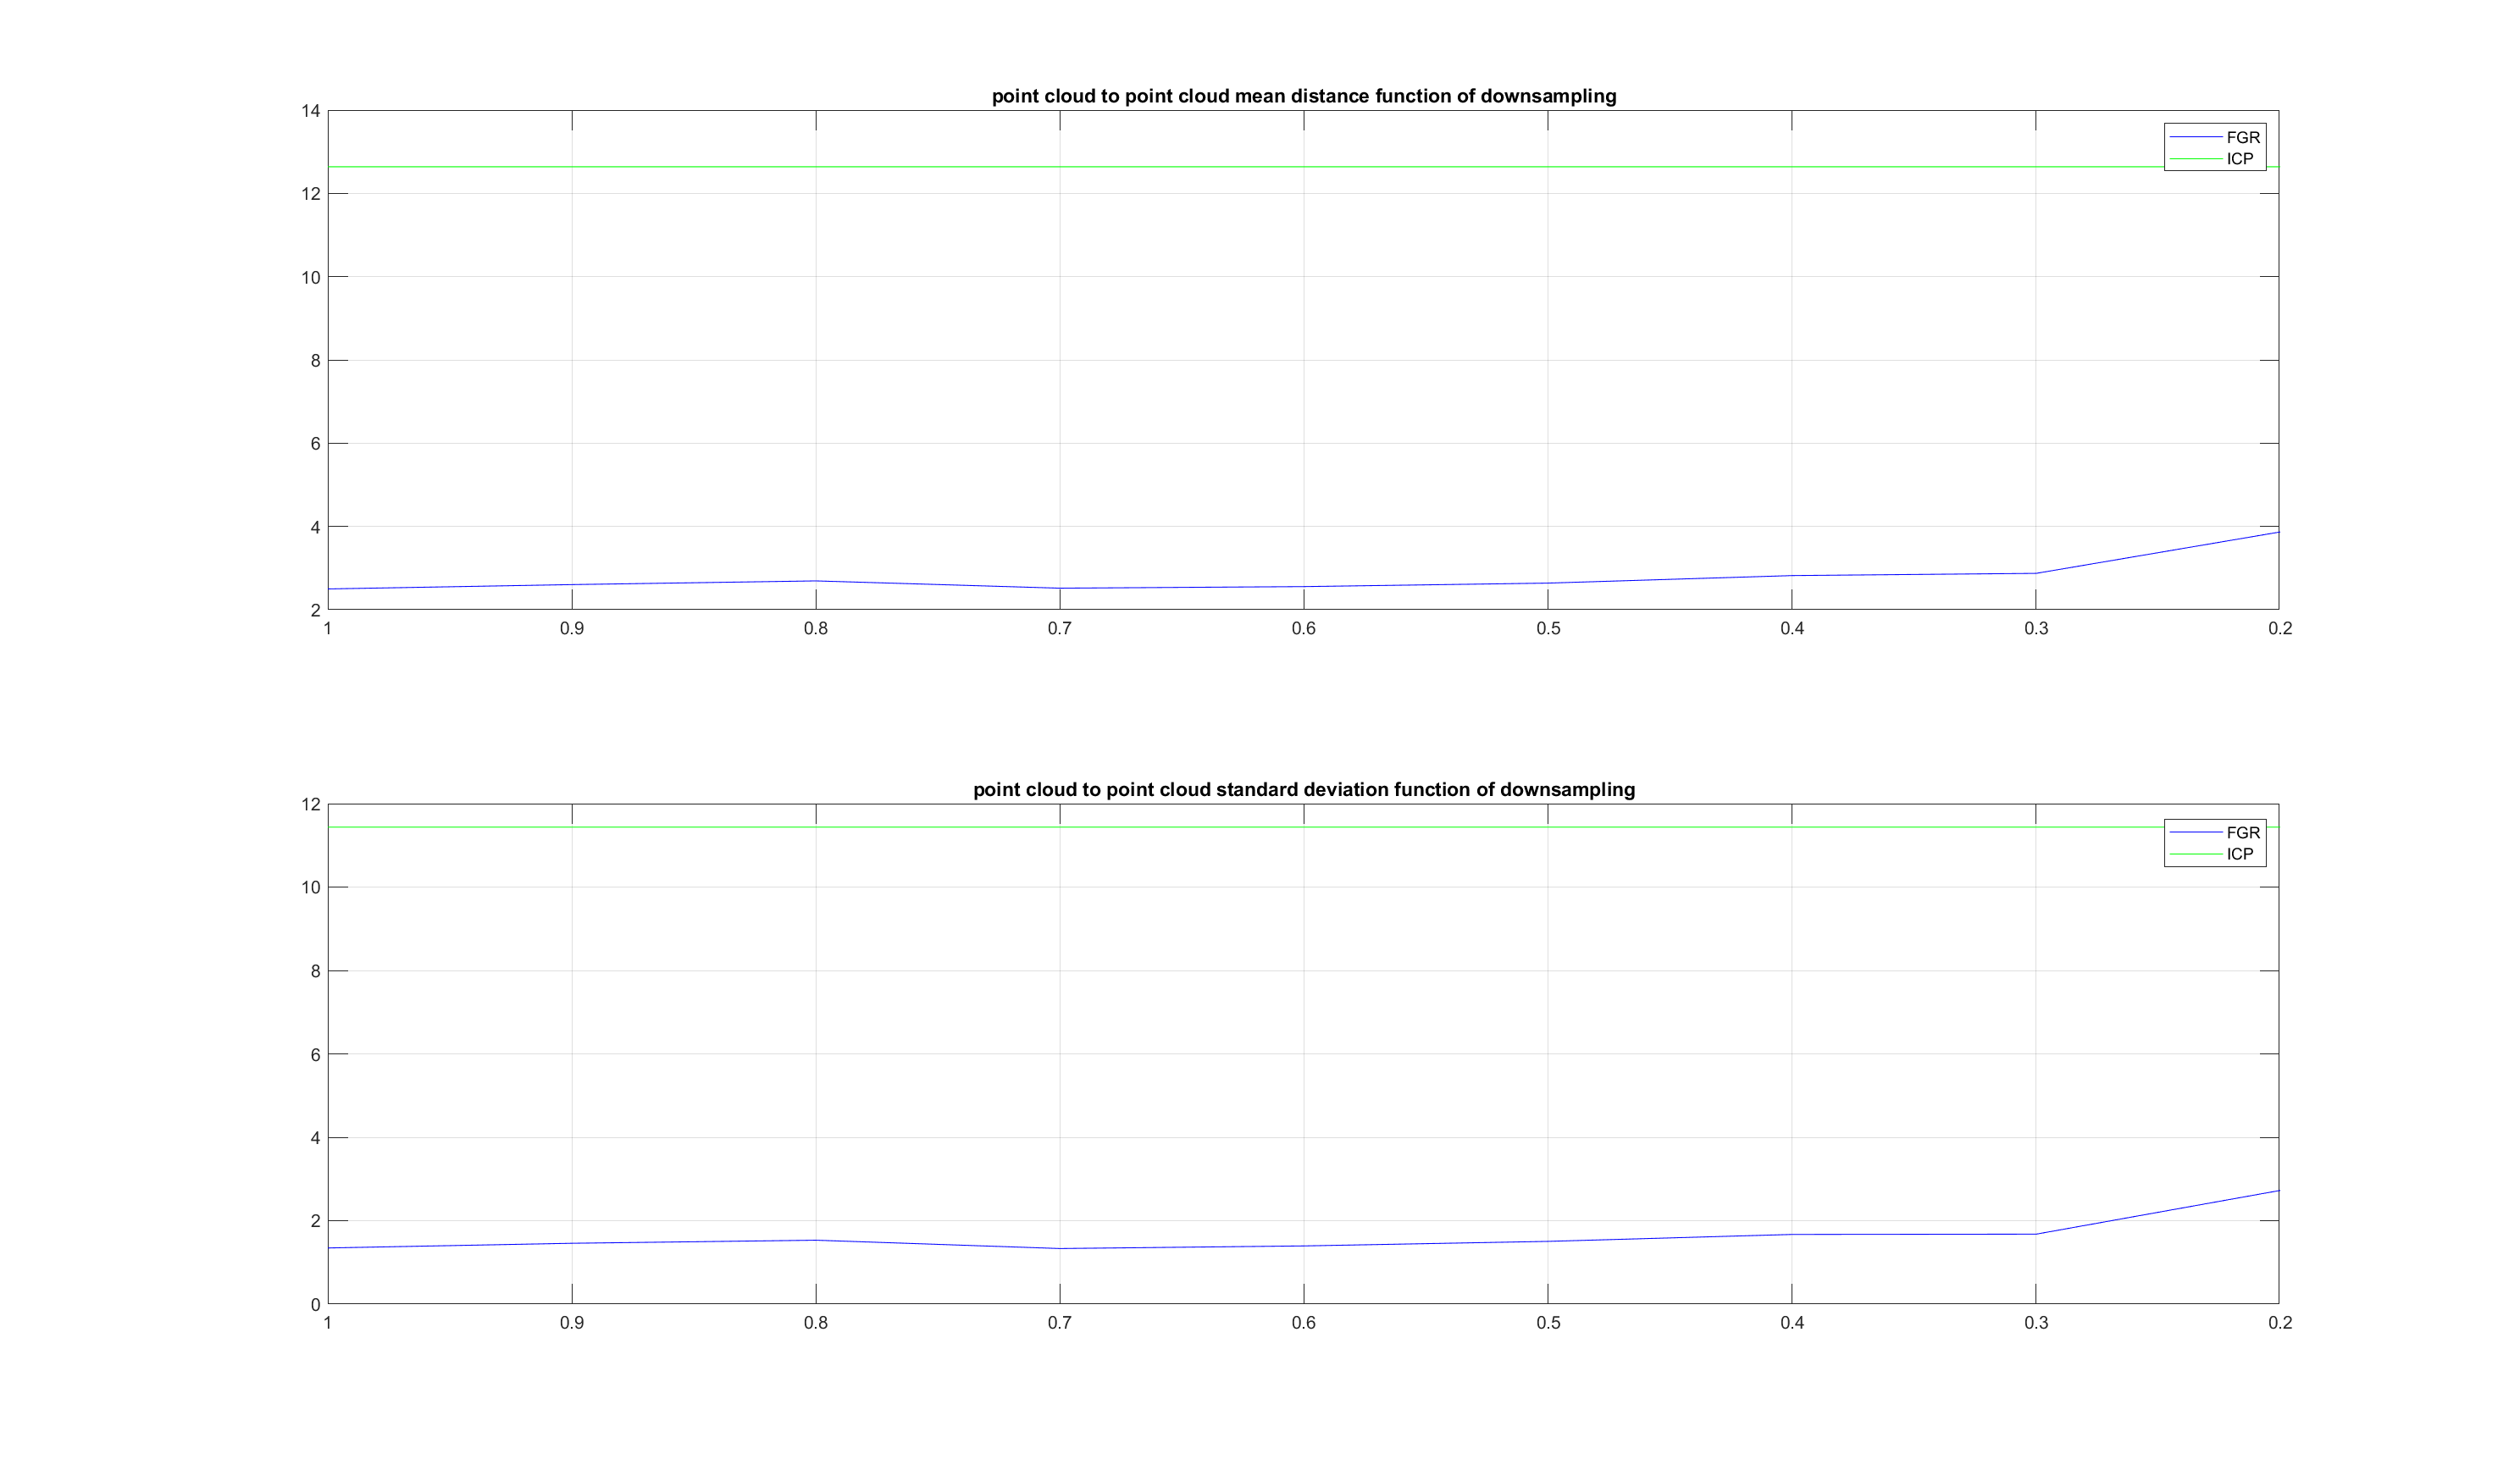 point cloud to point cloud mean distance function of downsampling
14
12
10
8
6
4
2
FGR
ICP
1 0.9 0.8 0.7 0.6 0.5 0.4 0.3 0.2
point cloud to point cloud standard deviation function of downsampling
12
10
8
6
4
2
0
FGR
ICP
1 0.9 0.8 0.7 0.6 0.5 0.4 0.3 0.2